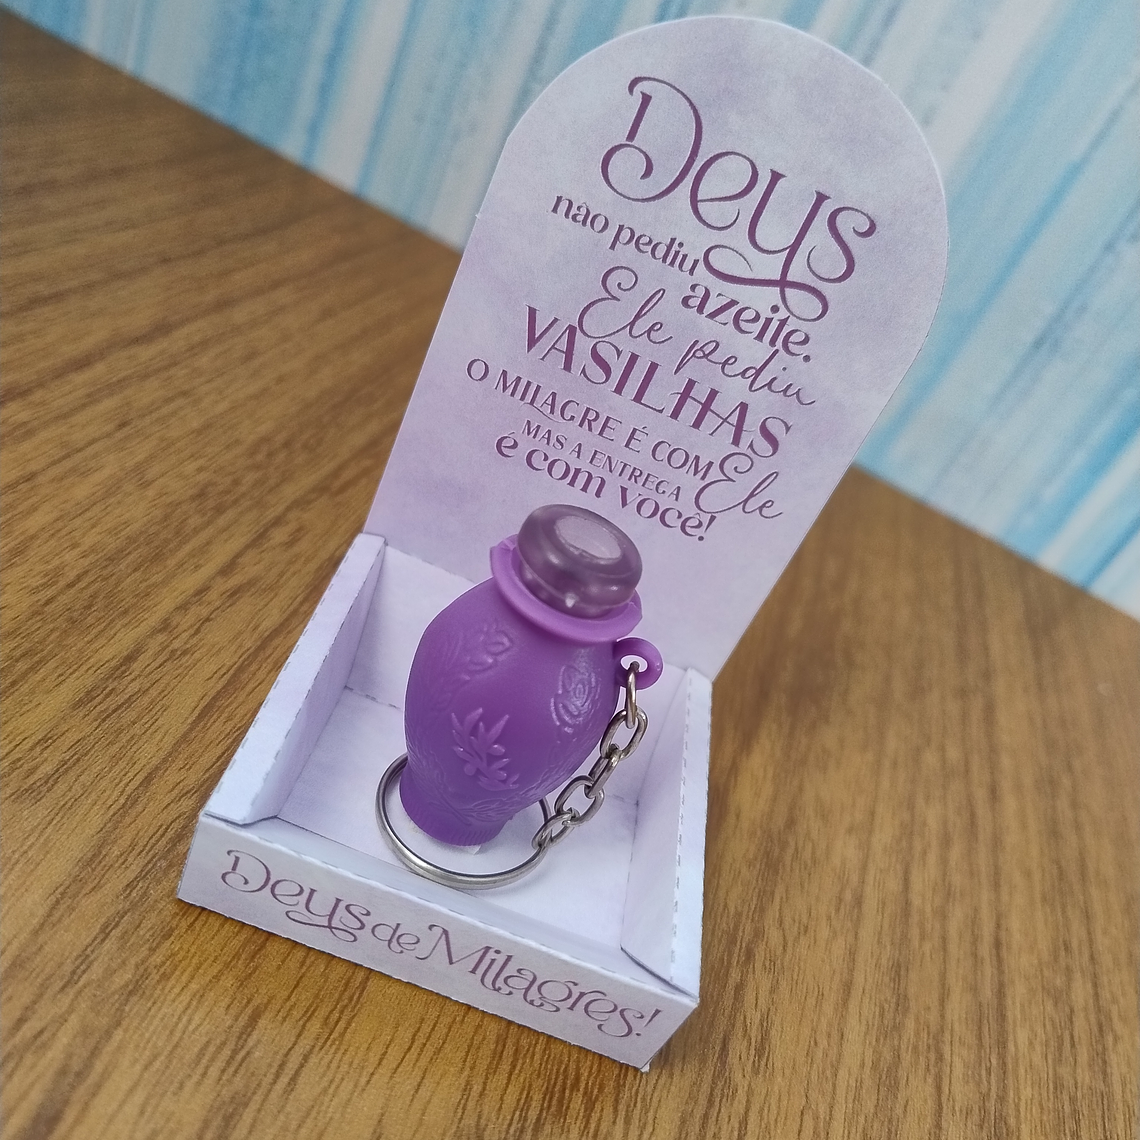 Deus
não pediu
azeite.
Ele pediu
VASILHAS
O MILAGRE É COM Ele
MAS A ENTREGA
é com você!
Deus de Milagres!